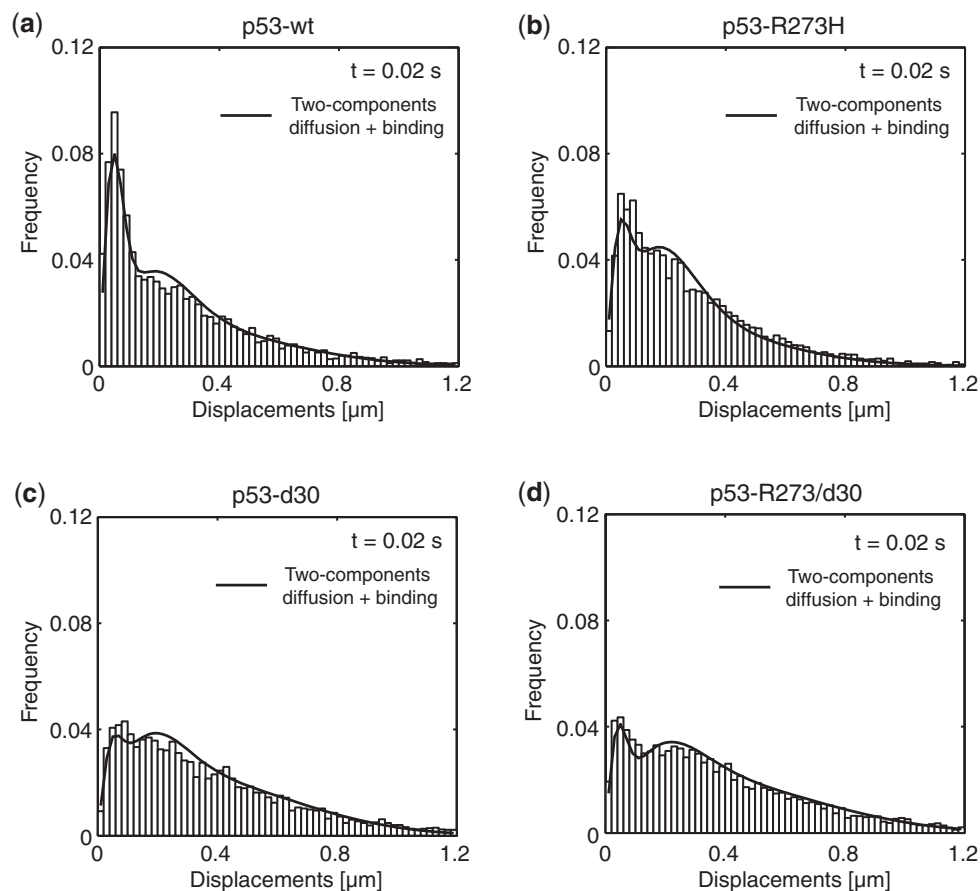 (a)
p53-wt
0.12
0.08
0.04
0
Frequency
t = 0.02 s
Two-components
diffusion + binding
0
0.4
0.8
1.2
Displacements [µm]
(b)
p53-R273H
0.12
0.08
0.04
0
Frequency
t = 0.02 s
Two-components
diffusion + binding
0
0.4
0.8
1.2
Displacements [µm]
(c)
p53-d30
0.12
0.08
0.04
0
Frequency
t = 0.02 s
Two-components
diffusion + binding
0
0.4
0.8
1.2
Displacements [µm]
(d)
p53-R273/d30
0.12
0.08
0.04
0
Frequency
t = 0.02 s
Two-components
diffusion + binding
0
0.4
0.8
1.2
Displacements [µm]